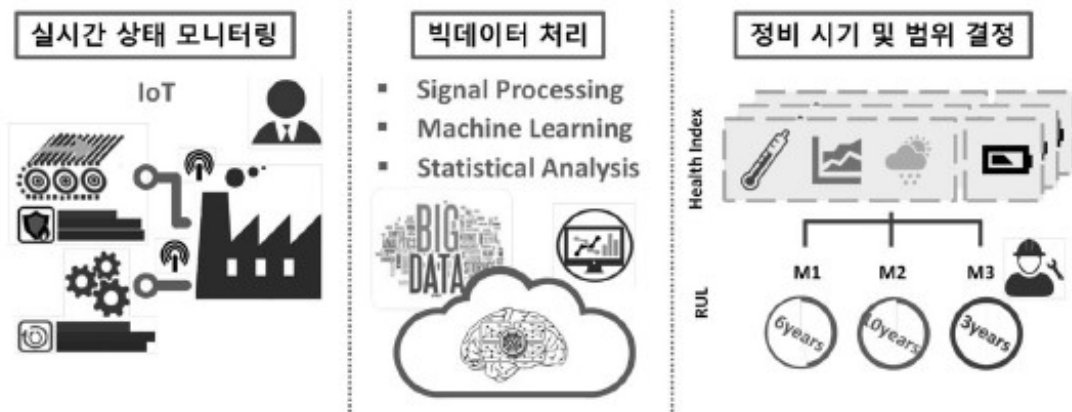 실시간 상태 모니터링
IoT
빅데이터 처리
▪ Signal Processing
▪ Machine Learning
▪ Statistical Analysis
BIG
DATA
정비 시기 및 범위 결정
Health Index
RUL
M1 M2 M3
6years 10years 3years